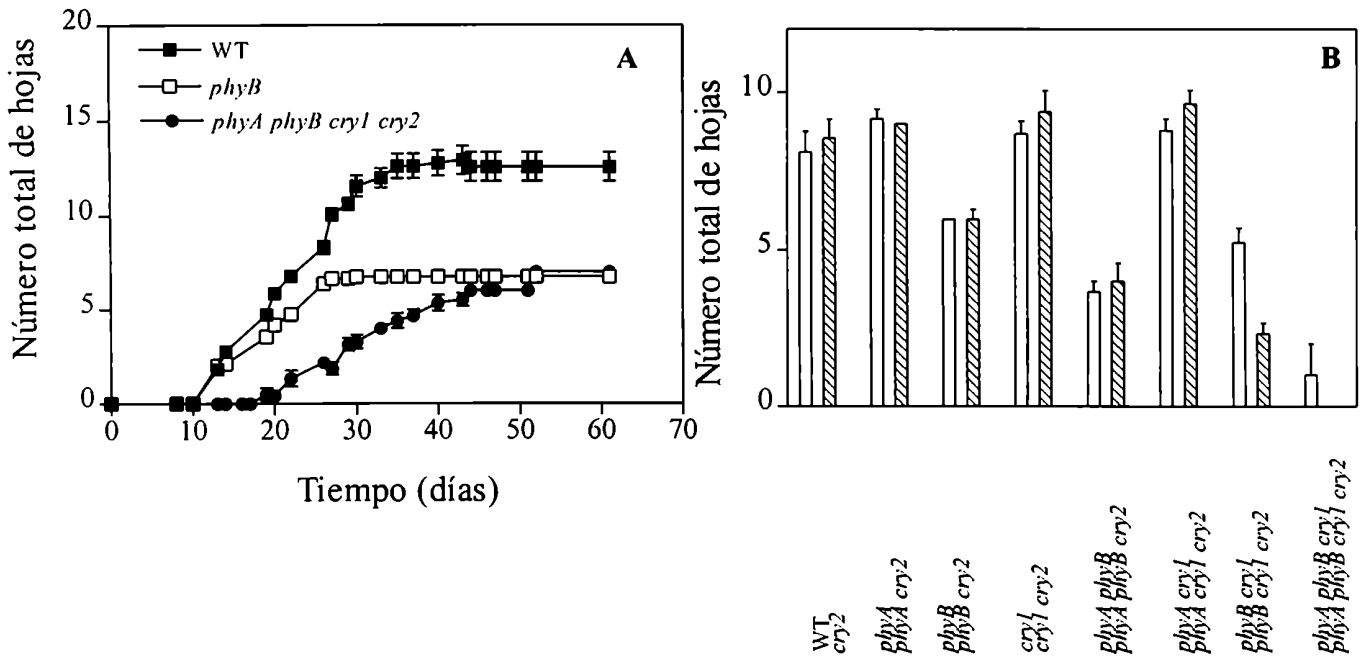 Número total de hojas
20
15
10
5
0
WT
phyB
phyA phyB cry1 cry2
A
0 10 20 30 40 50 60 70
Tiempo (días)
Número total de hojas
10
5
0
B
WT
cry2
phyA
phyA cry2
phyB
phyB cry2
cry1
cry1 cry2
phyA phyB
phyA phyB cry2
phyA cry1
phyA cry1 cry2
phyB cry1
phyB cry1 cry2
phyA phyB cry1
phyA phyB cry1 cry2